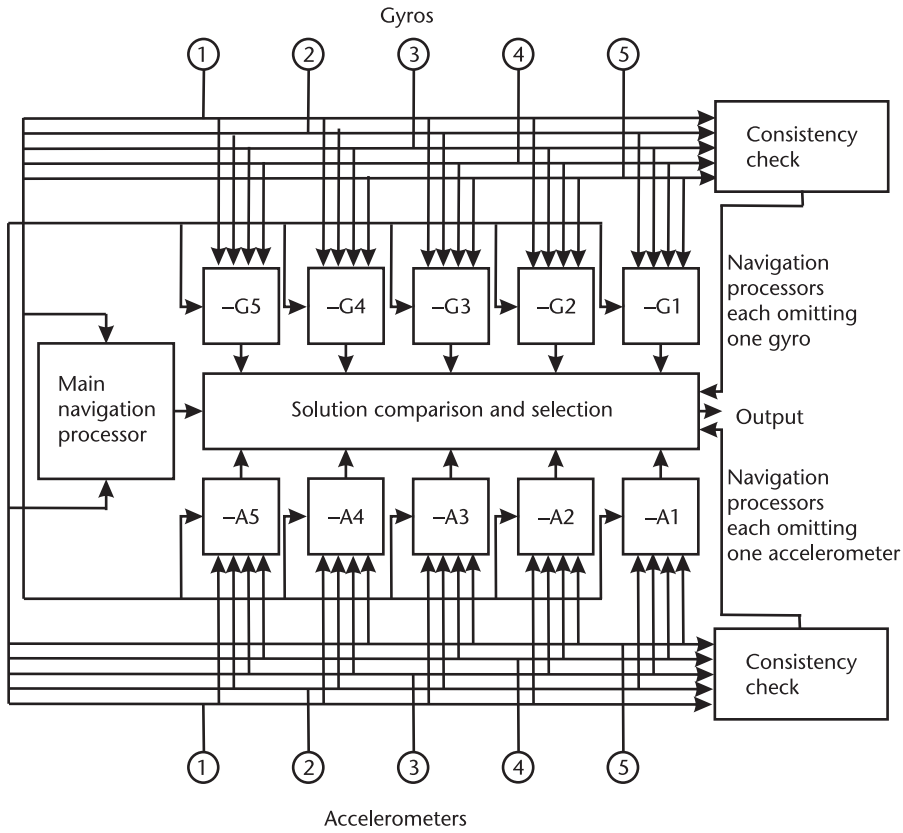 Gyros
1 2 3 4 5
Consistency
check
Navigation
processors
each omitting
one gyro
–G5 –G4 –G3 –G2 –G1
Main
navigation
processor
Solution comparison and selection
Output
Navigation
processors
each omitting
one accelerometer
–A5 –A4 –A3 –A2 –A1
Consistency
check
1 2 3 4 5
Accelerometers